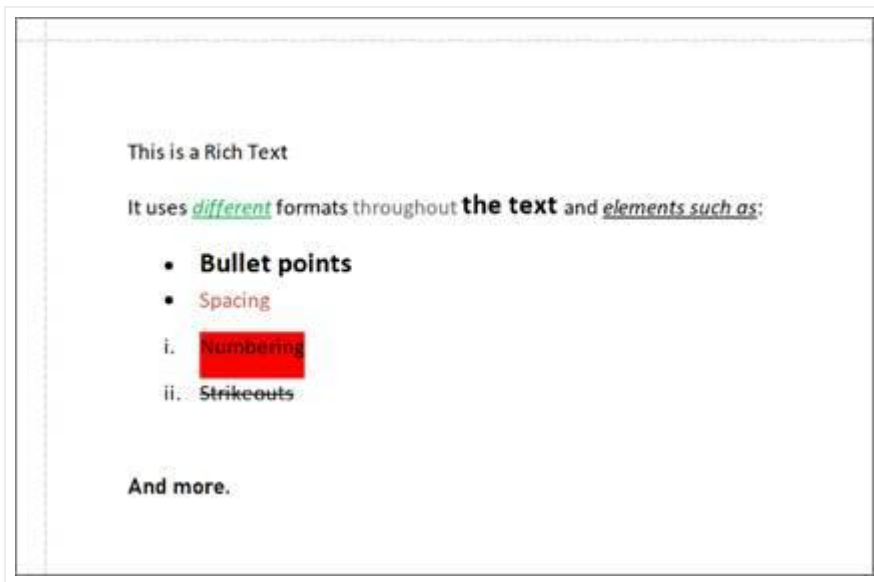 This is a Rich Text
It uses different formats throughout the text and elements such as:
• Bullet points
• Spacing
i. Numbering
ii. Strikeouts
And more.